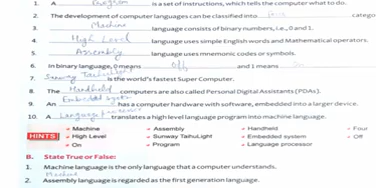 1. A Program is a set of instructions, which tells the computer what to do.
2. The development of computer languages can be classified into four catego
3. Machine language consists of binary numbers, i.e., 0 and 1.
4. High Level language uses simple English words and Mathematical operators.
5. Assembly language uses mnemonic codes or symbols.
6. In binary language, 0 means off, and 1 means on
7. Sunway Taihulight is the world's fastest Super Computer.
8. The Handheld computers are also called Personal Digital Assistants (PDAs).
9. An Embedded system has a computer hardware with software, embedded into a larger device.
10. A Language translates a high level language program into machine language.
HINTS Machine Assembly Handheld Four
High Level Sunway TaihuLight Embedded system Off
On Program Language processor
B. State True or False:
1. Machine language is the only language that a computer understands.
Machine
2. Assembly language is regarded as the first generation language.